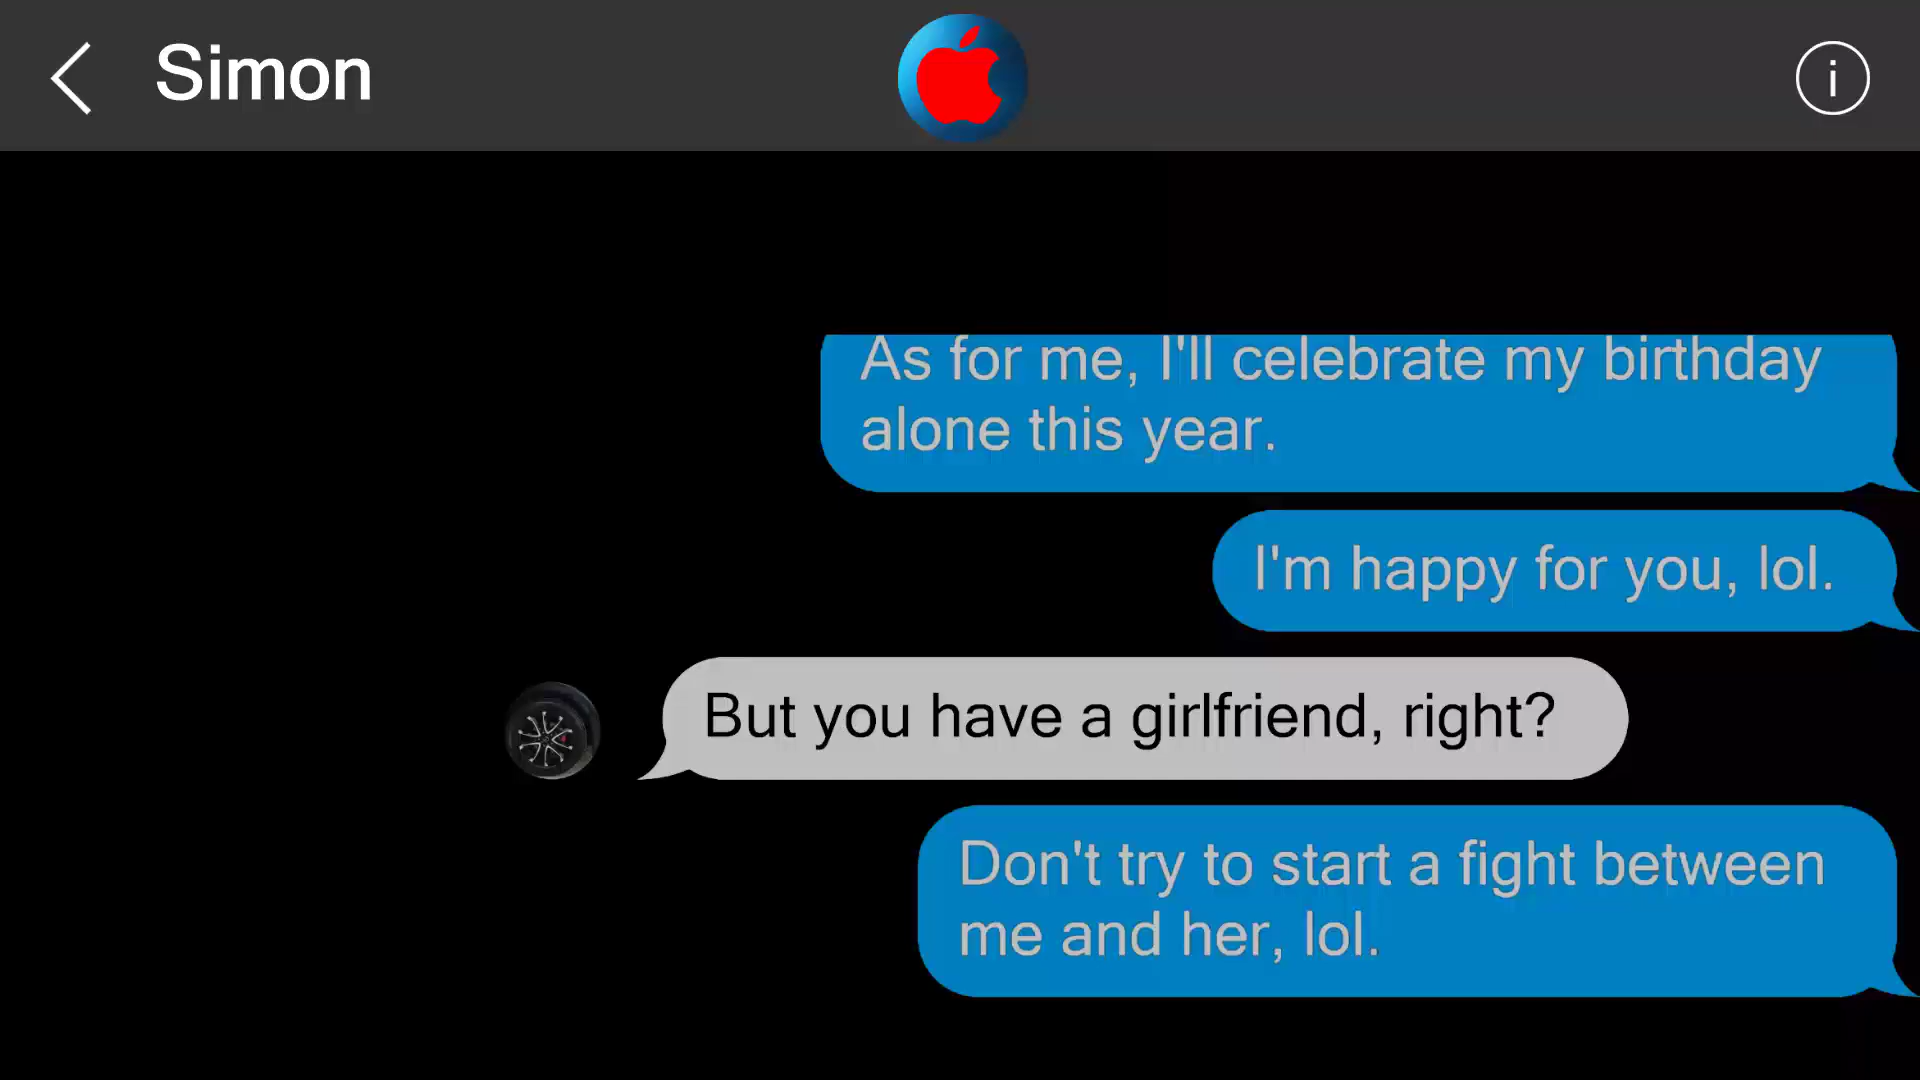 Simon
i
As for me, I'll celebrate my birthday
alone this year.
I'm happy for you, lol.
But you have a girlfriend, right?
Don't try to start a fight between
me and her, lol.